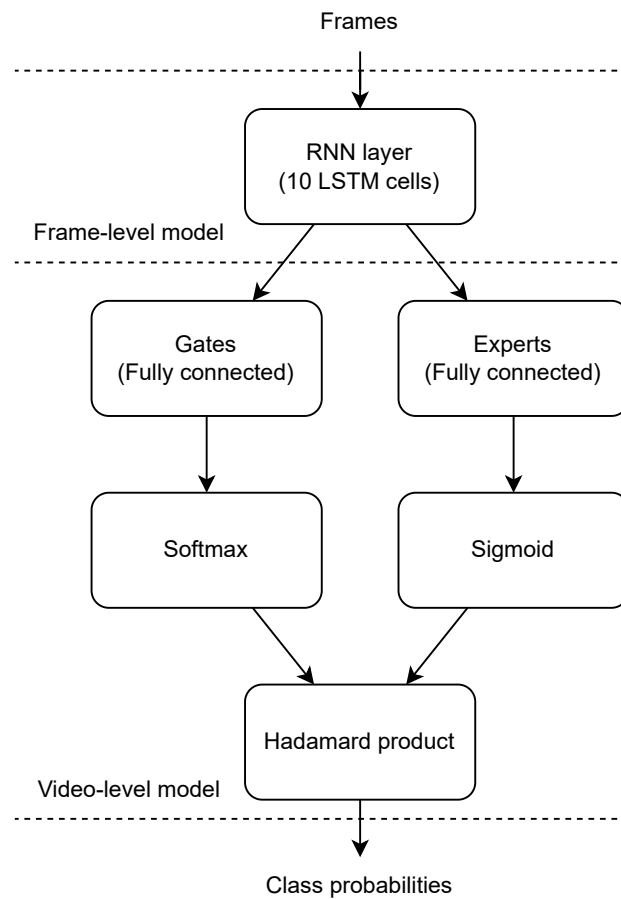 Frames
RNN layer
(10 LSTM cells)
Frame-level model
Gates
(Fully connected)
Experts
(Fully connected)
Softmax
Sigmoid
Hadamard product
Video-level model
Class probabilities